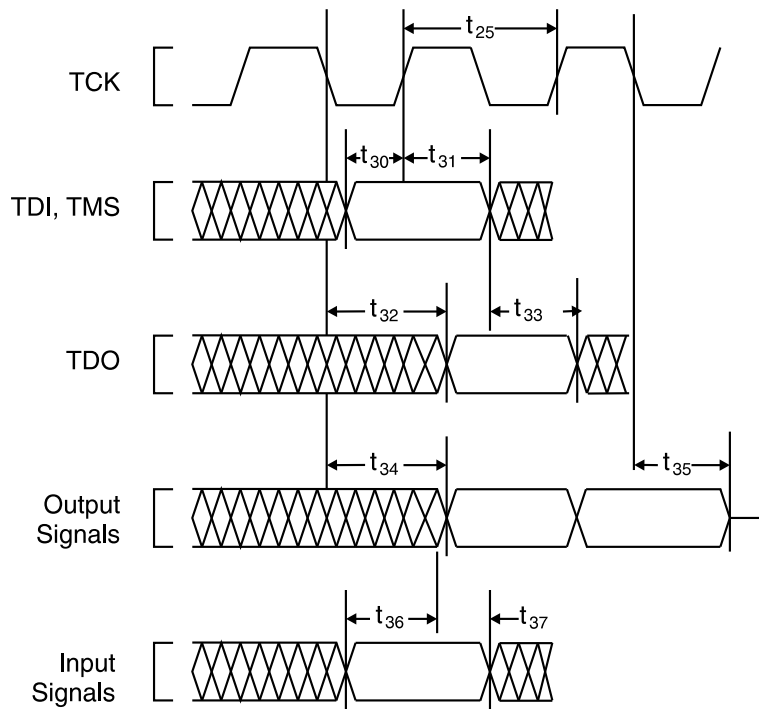 t25
TCK
t30 t31
TDI, TMS
t32 t33
TDO
t34 t35
Output
Signals
t36 t37
Input
Signals